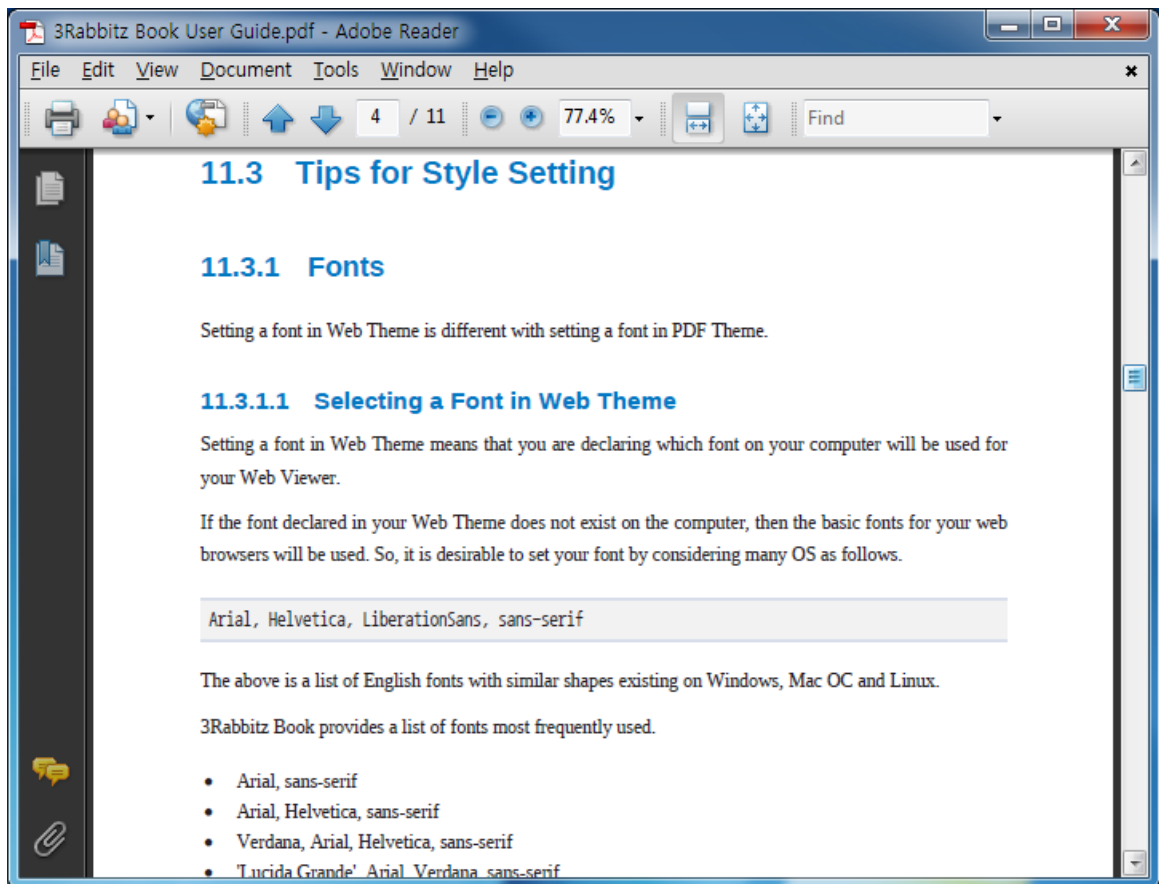 3Rabbitz Book User Guide.pdf - Adobe Reader
File Edit View Document Tools Window Help
4 / 11 77.4% Find
11.3 Tips for Style Setting
11.3.1 Fonts
Setting a font in Web Theme is different with setting a font in PDF Theme.
11.3.1.1 Selecting a Font in Web Theme
Setting a font in Web Theme means that you are declaring which font on your computer will be used for
your Web Viewer.
If the font declared in your Web Theme does not exist on the computer, then the basic fonts for your web
browsers will be used. So, it is desirable to set your font by considering many OS as follows.
Arial, Helvetica, LiberationSans, sans-serif
The above is a list of English fonts with similar shapes existing on Windows, Mac OC and Linux.
3Rabbitz Book provides a list of fonts most frequently used.
• Arial, sans-serif
• Arial, Helvetica, sans-serif
• Verdana, Arial, Helvetica, sans-serif
• 'Lucida Grande', Arial, Verdana, sans-serif